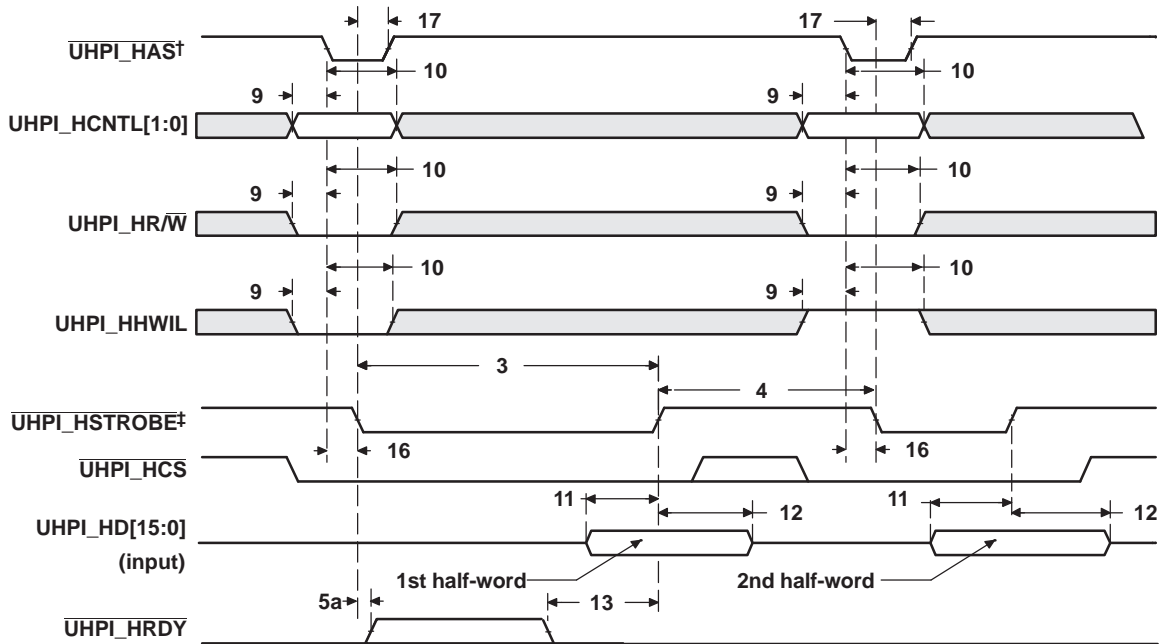 17 17
UHPI_HAS†
10 10
9 9
UHPI_HCNTL[1:0]
10 10
9 9
UHPI_HR/W
10 10
9 9
UHPI_HHWIL
3
4
UHPI_HSTROBE‡
16 16
UHPI_HCS
11 11
12 12
UHPI_HD[15:0]
(input)
1st half-word 2nd half-word
5a 13
UHPI_HRDY